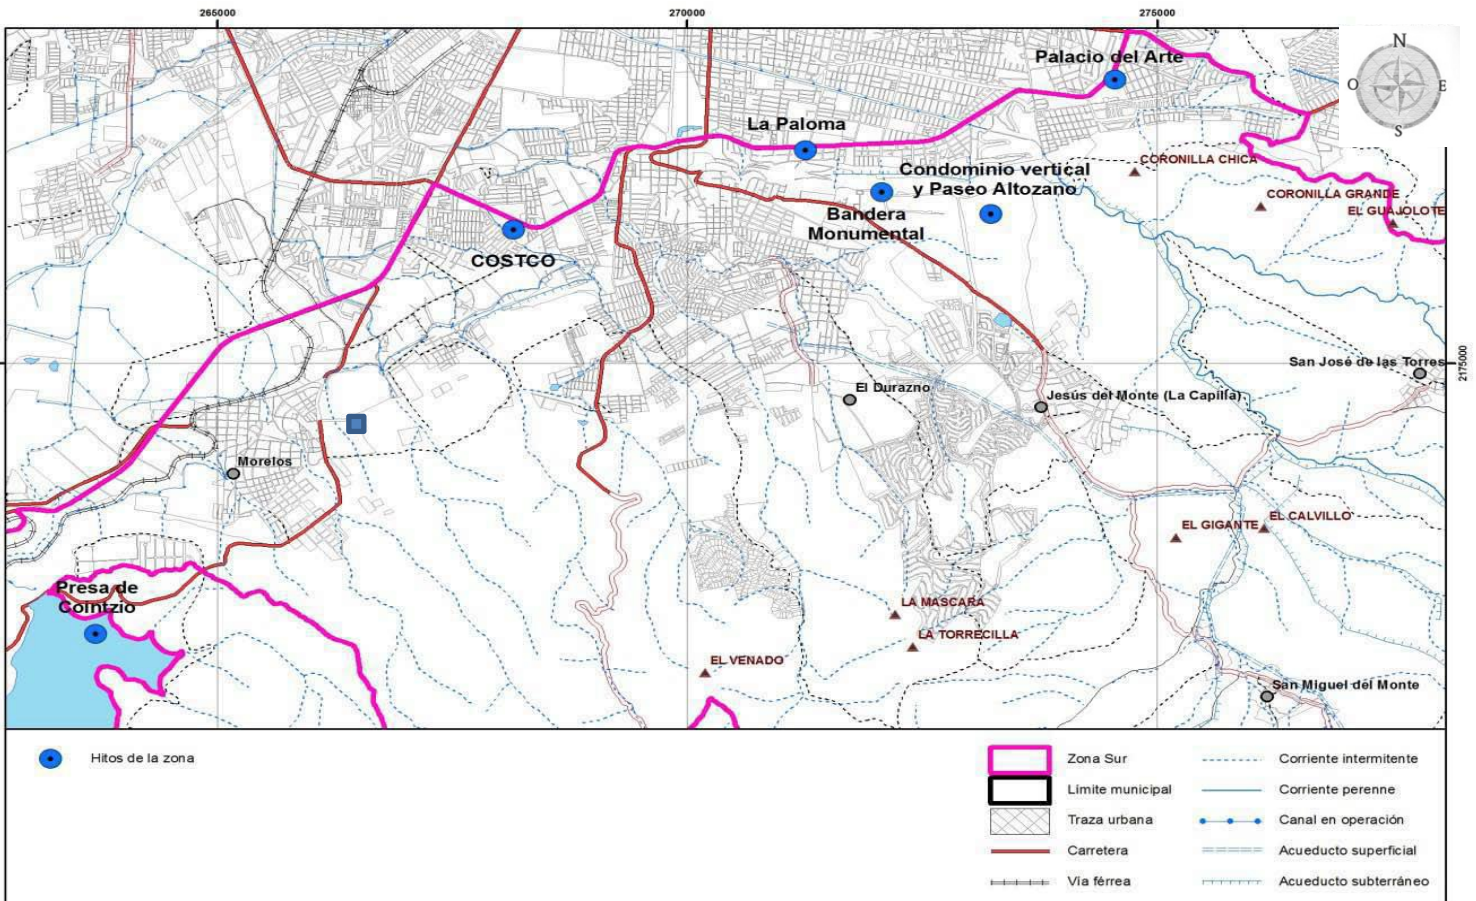 265000
270000
275000
N
O
E
S
Palacio del Arte
La Paloma
CORONILLA CHICA
Condominio vertical
y Paseo Altozano
CORONILLA GRANDE
EL GUAJOLOTE
Bandera
Monumental
COSTCO
San José de las Torres
2175000
El Durazno
Jesús del Monte (La Capilla)
Morelos
EL GIGANTE
EL CALVILLO
Presa de
Cointzio
LA MASCARA
LA TORRECILLA
EL VENADO
San Miguel del Monte
Hitos de la zona
Zona Sur
Límite municipal
Traza urbana
Carretera
Vía férrea
Corriente intermitente
Corriente perenne
Canal en operación
Acueducto superficial
Acueducto subterráneo